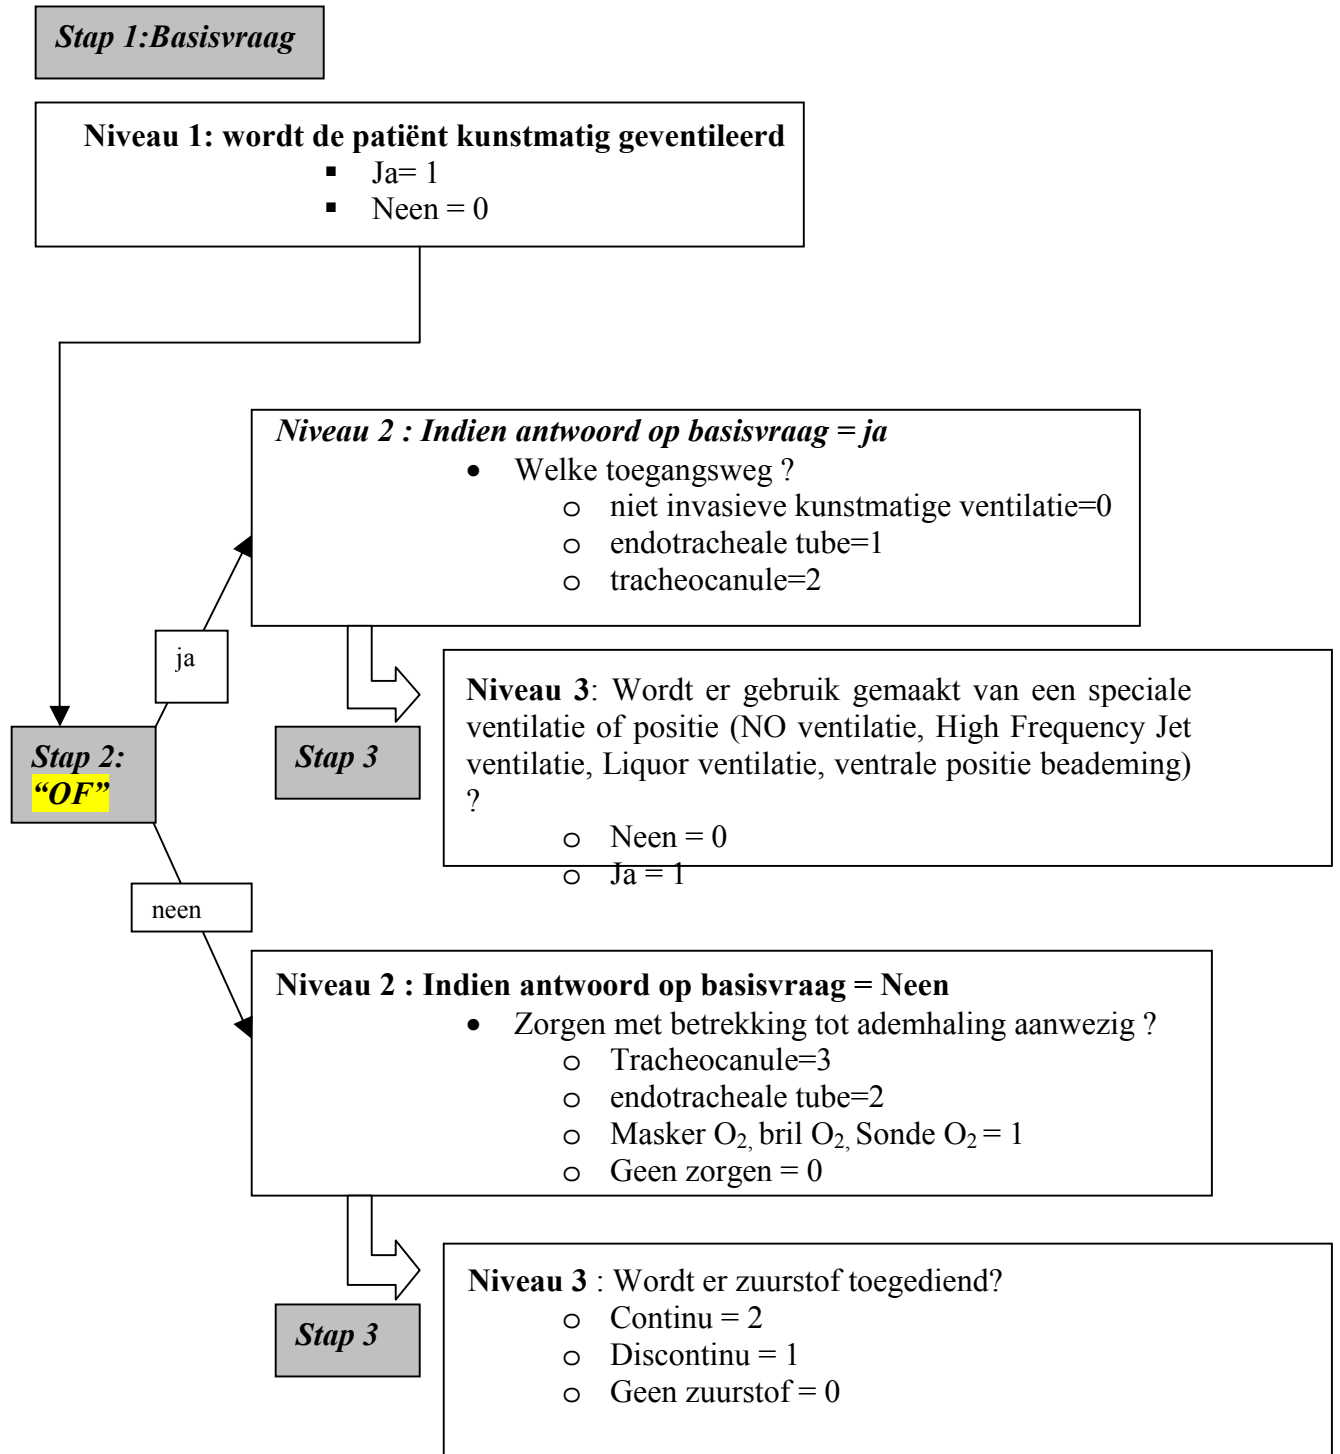 Stap 1:Basisvraag
Niveau 1: wordt de patiënt kunstmatig geventileerd
▪ Ja= 1
▪ Neen = 0
Niveau 2 : Indien antwoord op basisvraag = ja
• Welke toegangsweg ?
o niet invasieve kunstmatige ventilatie=0
o endotracheale tube=1
o tracheocanule=2
ja
Stap 2:
“OF”
Stap 3
Niveau 3: Wordt er gebruik gemaakt van een speciale
ventilatie of positie (NO ventilatie, High Frequency Jet
ventilatie, Liquor ventilatie, ventrale positie beademing)
?
o Neen = 0
o Ja = 1
neen
Niveau 2 : Indien antwoord op basisvraag = Neen
• Zorgen met betrekking tot ademhaling aanwezig ?
o Tracheocanule=3
o endotracheale tube=2
o Masker O₂, bril O₂, Sonde O₂ = 1
o Geen zorgen = 0
Stap 3
Niveau 3 : Wordt er zuurstof toegediend?
o Continu = 2
o Discontinu = 1
o Geen zuurstof = 0